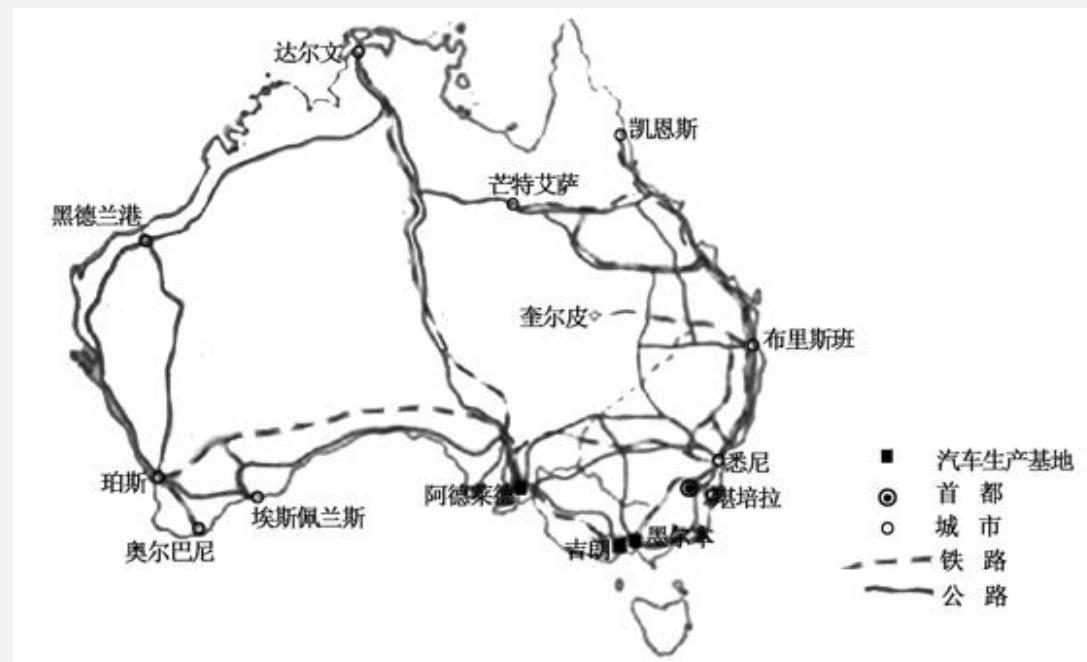 达尔文
凯恩斯
芒特艾萨
黑德兰港
奎尔皮
布里斯班
珀斯
埃斯佩兰斯
奥尔巴尼
阿德莱德
悉尼
堪培拉
吉朗
墨尔本
汽车生产基地
首都
城市
铁路
公路